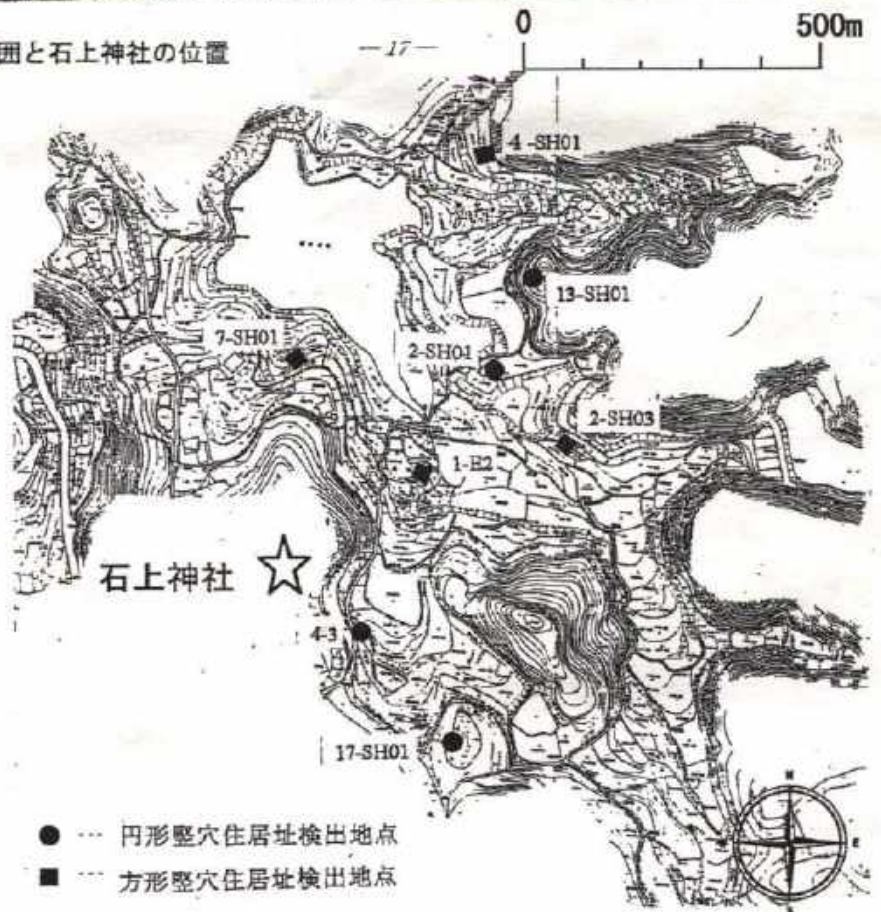 囲と石上神社の位置
—17—
0 500m
4-SH01
13-SH01
7-SH01
2-SH01
2-SH03
1-E2
石上神社
4-3
17-SH01
N
E
● … 円形竪穴住居址検出地点
■ … 方形竪穴住居址検出地点